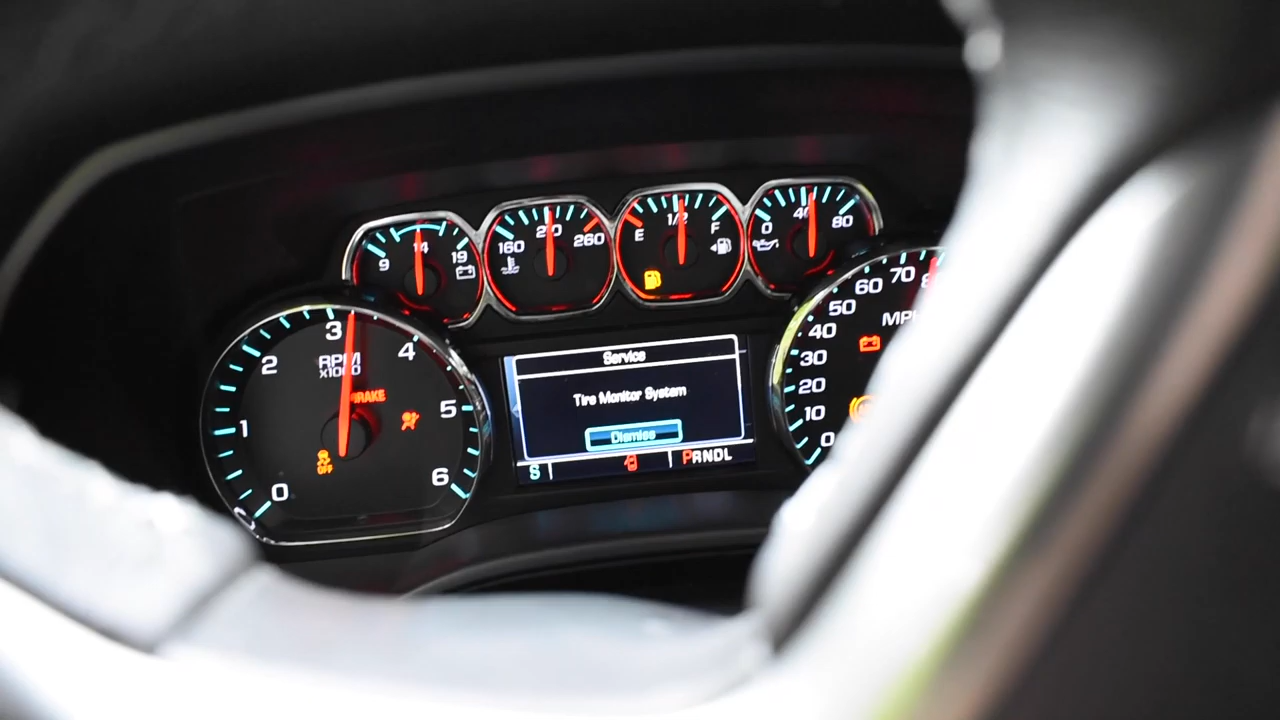 9 14 19
160 210 260
E 1/2 F
0 40 80
0 1 2 3 4 5 6
RPM
x1000
BRAKE
OFF
Service
Tire Monitor System
Dismiss
S
PRNDL
0 10 20 30 40 50 60 70
MPH